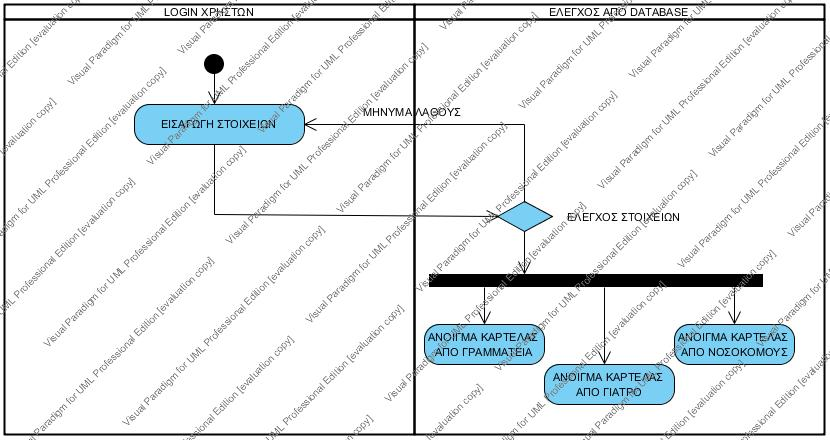 LOGIN ΧΡΗΣΤΩΝ
ΕΛΕΓΧΟΣ ΑΠΟ DATABASE
ΕΙΣΑΓΩΓΗ ΣΤΟΙΧΕΙΩΝ
ΜΗΝΥΜΑ ΛΑΘΟΥΣ
ΕΛΕΓΧΟΣ ΣΤΟΙΧΕΙΩΝ
ΑΝΟΙΓΜΑ ΚΑΡΤΕΛΑΣ
ΑΠΟ ΓΡΑΜΜΑΤΕΙΑ
ΑΝΟΙΓΜΑ ΚΑΡΤΕΛΑΣ
ΑΠΟ ΓΙΑΤΡΟ
ΑΝΟΙΓΜΑ ΚΑΡΤΕΛΑΣ
ΑΠΟ ΝΟΣΟΚΟΜΟΥΣ
Visual Paradigm for UML Professional Edition [evaluation copy]